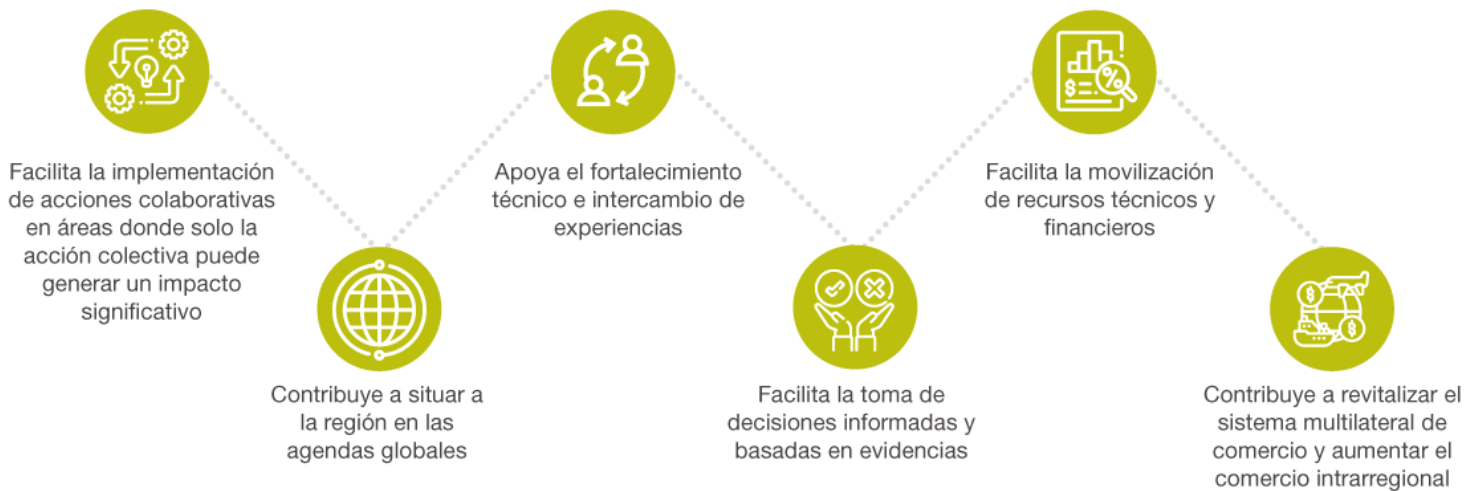 Facilita la implementación
de acciones colaborativas
en áreas donde solo la
acción colectiva puede
generar un impacto
significativo
Contribuye a situar a
la región en las
agendas globales
Apoya el fortalecimiento
técnico e intercambio de
experiencias
Facilita la toma de
decisiones informadas y
basadas en evidencias
Facilita la movilización
de recursos técnicos y
financieros
Contribuye a revitalizar el
sistema multilateral de
comercio y aumentar el
comercio intrarregional